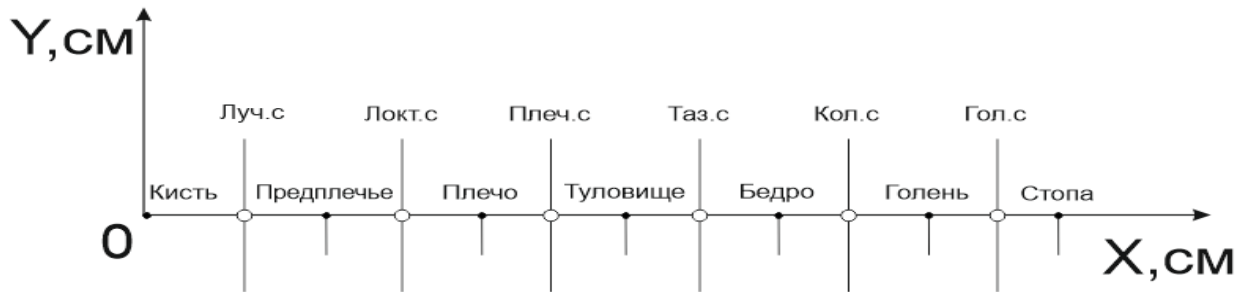 Y,см
Луч.с Локт.с Плеч.с Таз.с Кол.с Гол.с
Кисть Предплечье Плечо Туловище Бедро Голень Стопа
0
X,см